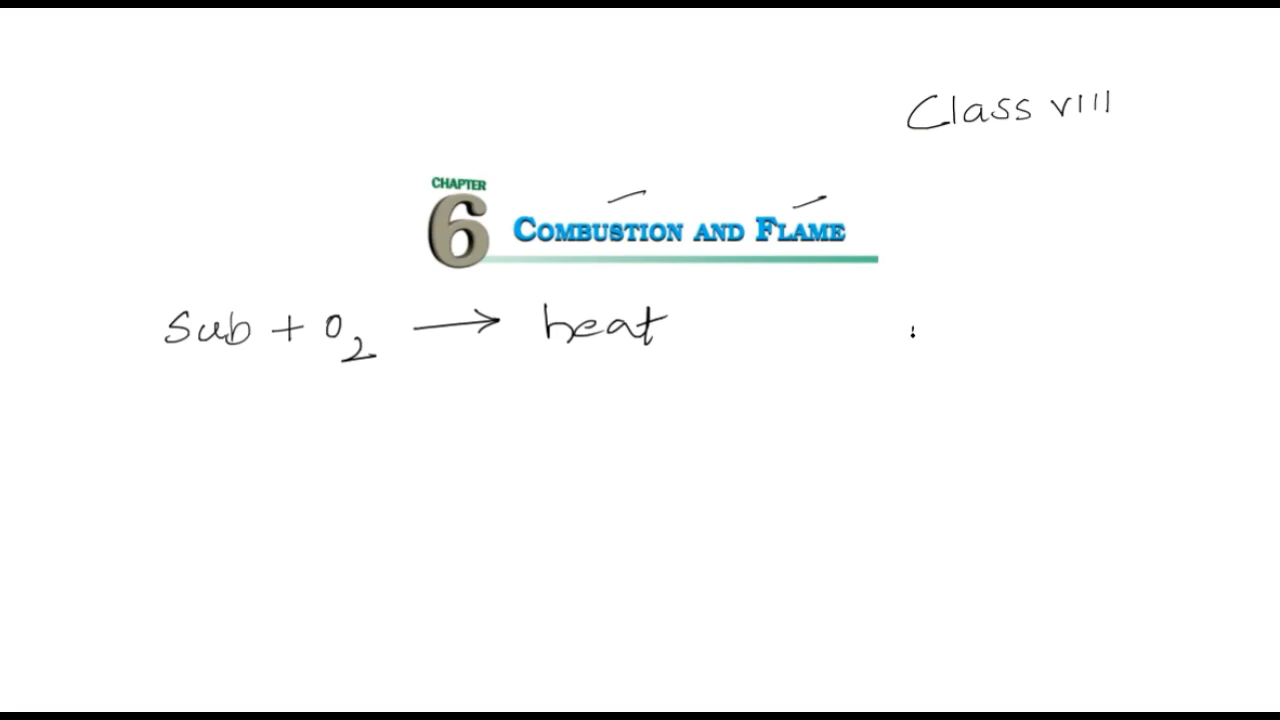 Class VIII
CHAPTER
6 COMBUSTION AND FLAME
Sub + O₂ → heat